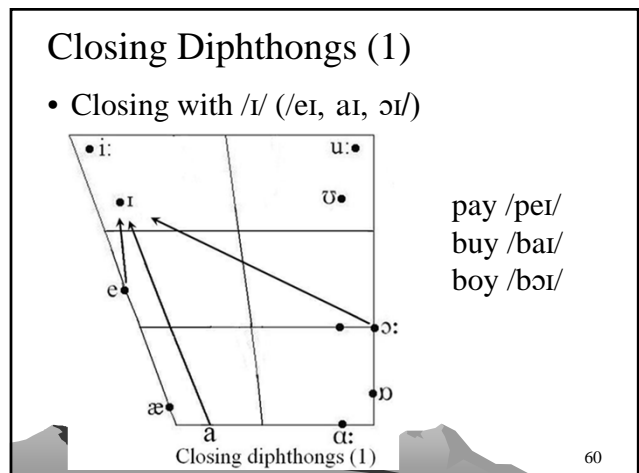 Closing Diphthongs (1)
• Closing with /ɪ/ (/eɪ, aɪ, ɔɪ/)
i:
u:
ɪ
ʊ
e
ɔ:
æ
a
ɑ:
ɒ
Closing diphthongs (1)
pay /peɪ/
buy /baɪ/
boy /bɔɪ/
60